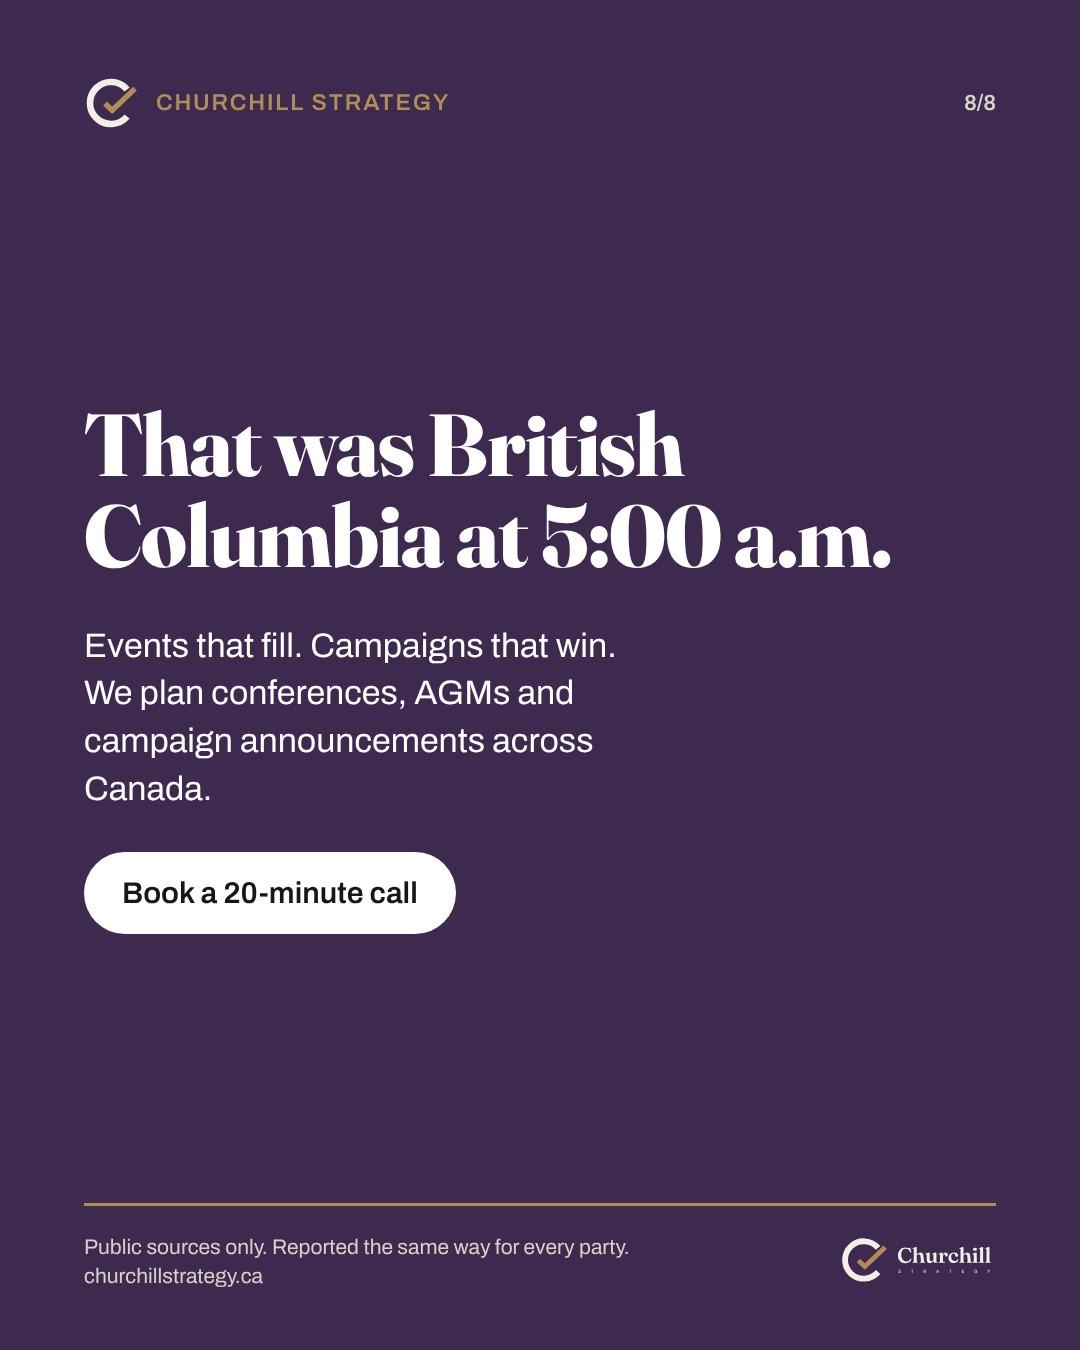 CHURCHILL STRATEGY
8/8
That was British
Columbia at 5:00 a.m.
Events that fill. Campaigns that win.
We plan conferences, AGMs and
campaign announcements across
Canada.
Book a 20-minute call
Public sources only. Reported the same way for every party.
churchillstrategy.ca
Churchill
STRATEGY